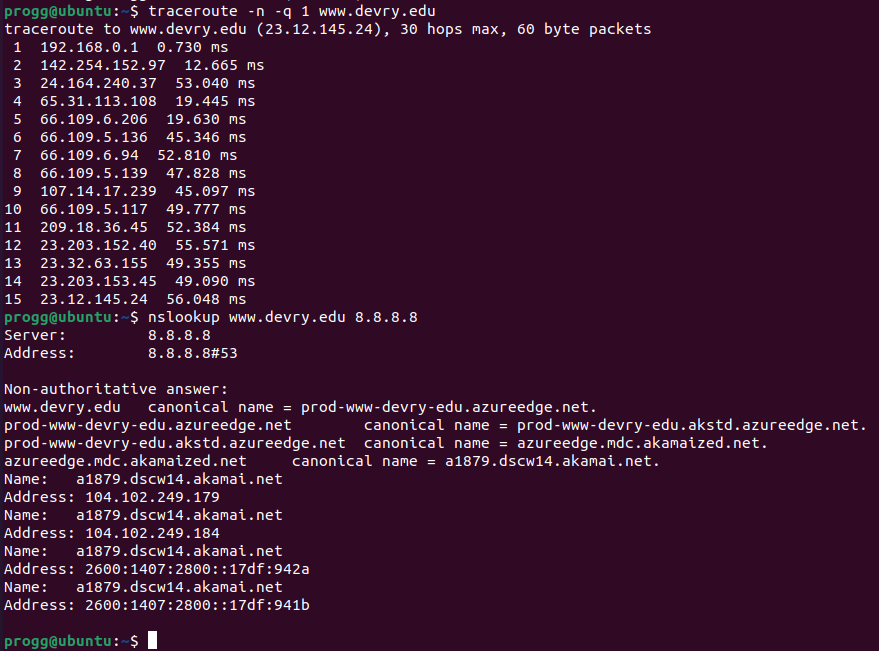 progg@ubuntu:~$ traceroute -n -q 1 www.devry.edu
traceroute to www.devry.edu (23.12.145.24), 30 hops max, 60 byte packets
 1  192.168.0.1  0.730 ms
 2  142.254.152.97  12.665 ms
 3  24.164.240.37  53.040 ms
 4  65.31.113.108  19.445 ms
 5  66.109.6.206  19.630 ms
 6  66.109.5.136  45.346 ms
 7  66.109.6.94  52.810 ms
 8  66.109.5.139  47.828 ms
 9  107.14.17.239  45.097 ms
10  66.109.5.117  49.777 ms
11  209.18.36.45  52.384 ms
12  23.203.152.40  55.571 ms
13  23.32.63.155  49.355 ms
14  23.203.153.45  49.090 ms
15  23.12.145.24  56.048 ms
progg@ubuntu:~$ nslookup www.devry.edu 8.8.8.8
Server:         8.8.8.8
Address:        8.8.8.8#53

Non-authoritative answer:
www.devry.edu   canonical name = prod-www-devry-edu.azureedge.net.
prod-www-devry-edu.azureedge.net        canonical name = prod-www-devry-edu.akstd.azureedge.net.
prod-www-devry-edu.akstd.azureedge.net  canonical name = azureedge.mdc.akamaized.net.
azureedge.mdc.akamaized.net     canonical name = a1879.dscw14.akamai.net.
Name:   a1879.dscw14.akamai.net
Address: 104.102.249.179
Name:   a1879.dscw14.akamai.net
Address: 104.102.249.184
Name:   a1879.dscw14.akamai.net
Address: 2600:1407:2800::17df:942a
Name:   a1879.dscw14.akamai.net
Address: 2600:1407:2800::17df:941b

progg@ubuntu:~$